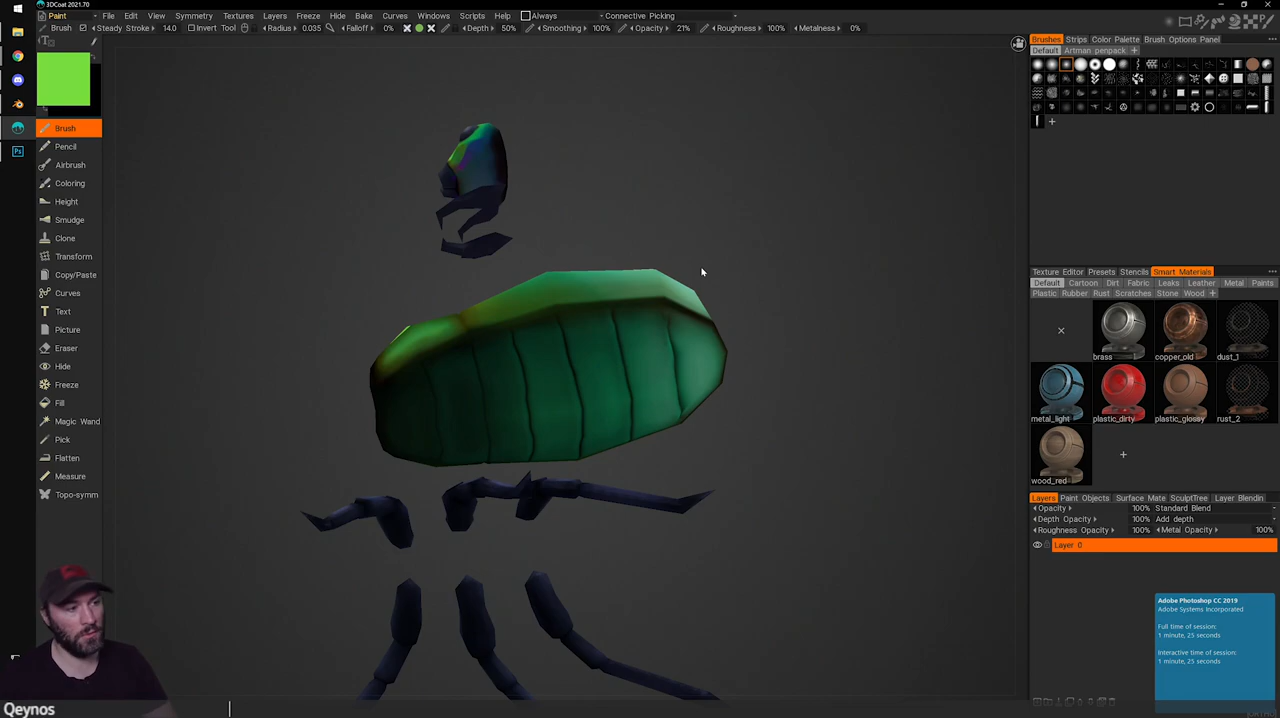 3DCoat 2021.70
Paint File Edit View Symmetry Textures Layers Freeze Hide Bake Curves Windows Scripts Help Always Connective Picking
Brush Steady Stroke 14.0 Invert Tool Radius 0.035 Falloff 0% Depth 50% Smoothing 100% Opacity 21% Roughness 100% Metalness 0%
Brush
Pencil
Airbrush
Coloring
Height
Smudge
Clone
Transform
Copy/Paste
Curves
Text
Picture
Eraser
Hide
Freeze
Fill
Magic Wand
Pick
Flatten
Measure
Topo-symm
Brushes Strips Color Palette Brush Options Panel
Default Artman penpack
Texture Editor Presets Stencils Smart Materials
Default Cartoon Dirt Fabric Leaks Leather Metal Paints
Plastic Rubber Rust Scratches Stone Wood
brass copper_old dust_1
metal_light plastic_dirty plastic_glossy rust_2
wood_red
Layers Paint Objects Surface Mate SculptTree Layer Blendin
Opacity 100% Standard Blend
Depth Opacity 100% Add depth
Roughness Opacity 100% Metal Opacity 100%
Layer 0
Adobe Photoshop CC 2019
Adobe Systems Incorporated
Full time of session:
1 minute, 25 seconds
Interactive time of session:
1 minute, 25 seconds
Qeynos